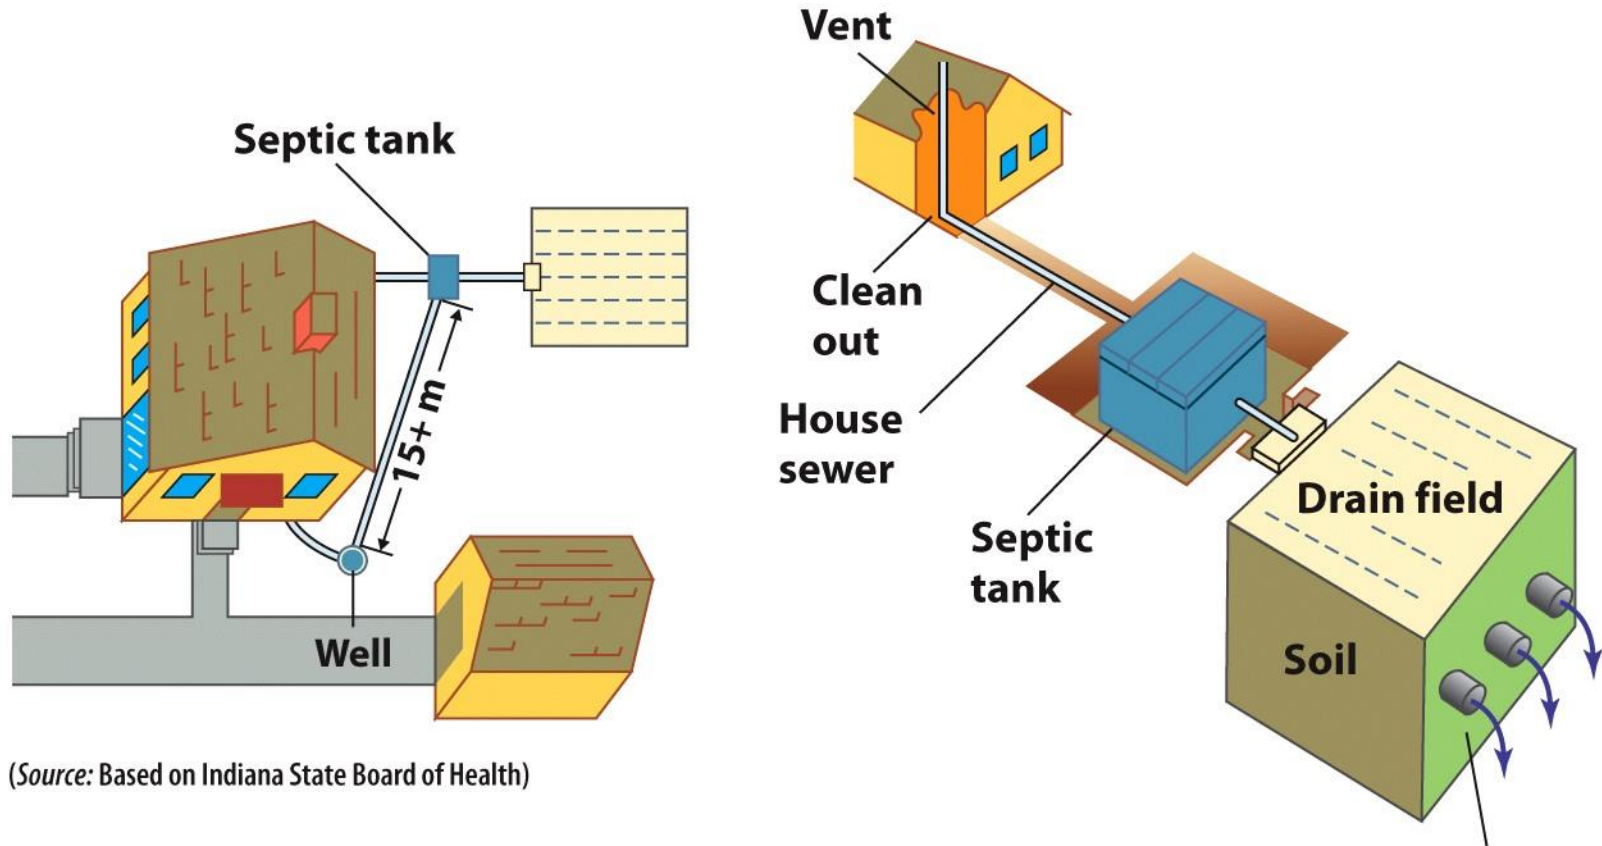 Septic tank
15+ m
Well
(Source: Based on Indiana State Board of Health)
Vent
Clean
out
House
sewer
Septic
tank
Drain field
Soil